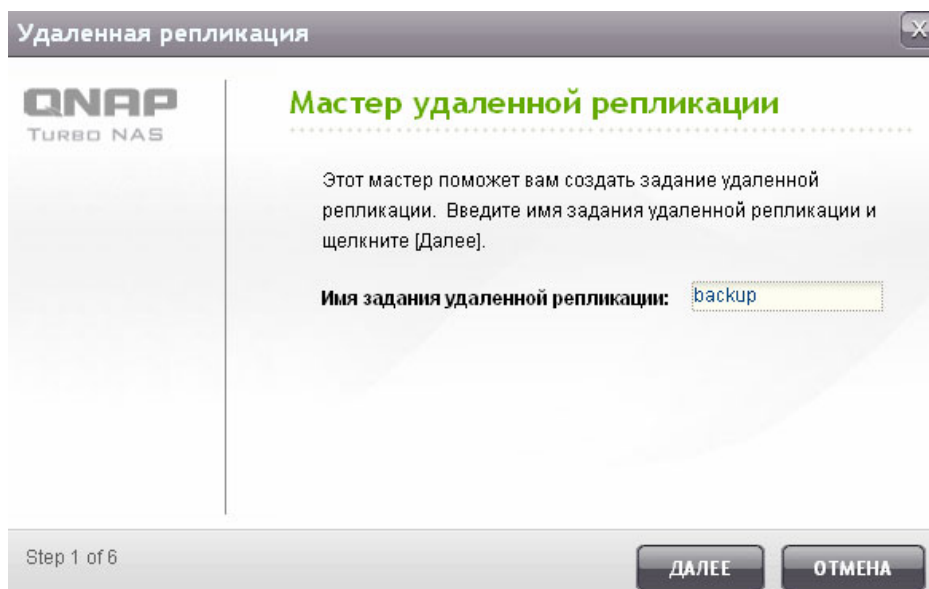 Удаленная репликация
X
QNAP
TURBO NAS
Мастер удаленной репликации
Этот мастер поможет вам создать задание удаленной
репликации. Введите имя задания удаленной репликации и
щелкните [Далее].
Имя задания удаленной репликации: backup
Step 1 of 6
ДАЛЕЕ ОТМЕНА